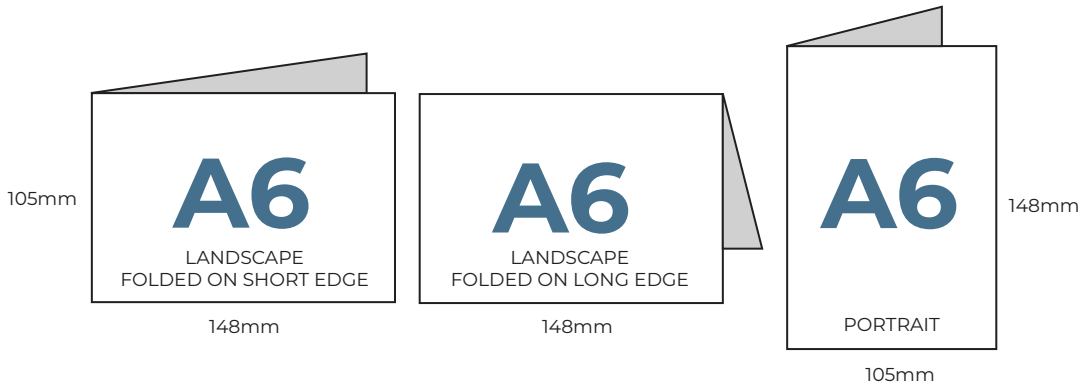 105mm
A6
LANDSCAPE
FOLDED ON SHORT EDGE
148mm
A6
LANDSCAPE
FOLDED ON LONG EDGE
148mm
A6
PORTRAIT
148mm
105mm